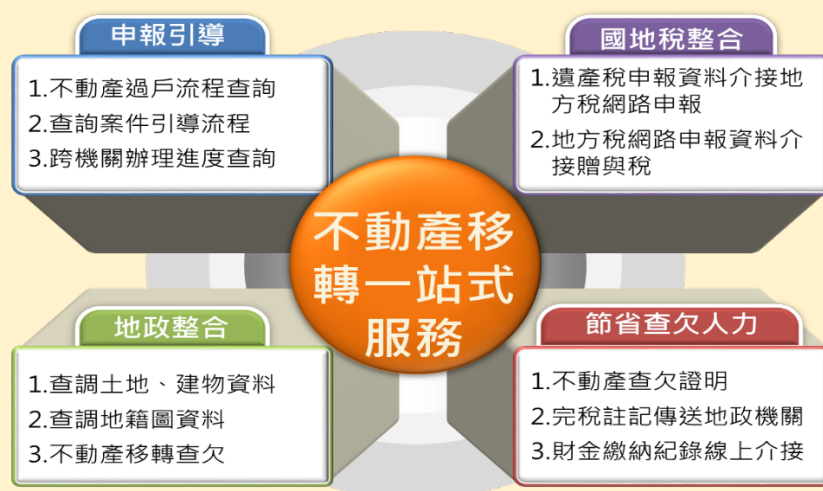 申報引導
1.不動產過戶流程查詢
2.查詢案件引導流程
3.跨機關辦理進度查詢
國地稅整合
1.遺產稅申報資料介接地
方稅網路申報
2.地方稅網路申報資料介
接贈與稅
不動產移
轉一站式
服務
地政整合
1.查調土地、建物資料
2.查調地籍圖資料
3.不動產移轉查欠
節省查欠人力
1.不動產查欠證明
2.完稅註記傳送地政機關
3.財金繳納紀錄線上介接